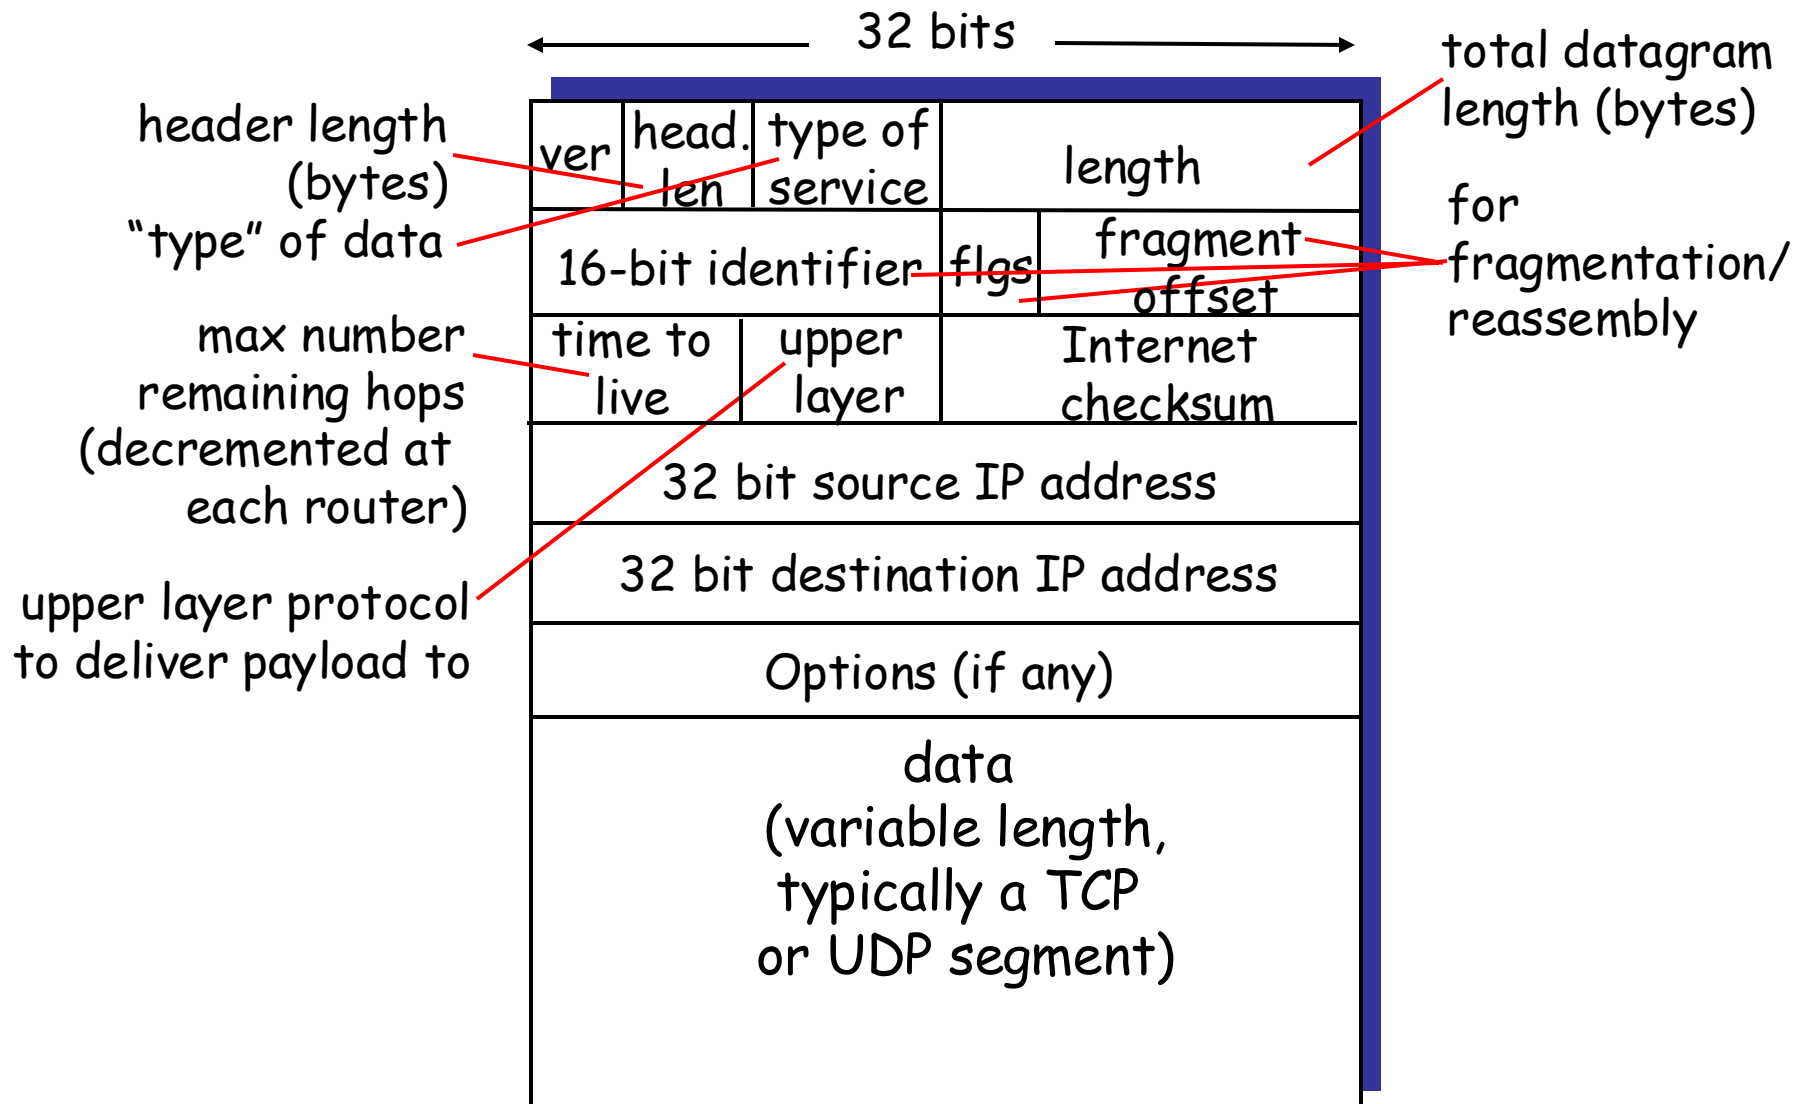 32 bits
total datagram
length (bytes)
header length
(bytes)
“type” of data
ver
head.
len
type of
service
length
for
fragmentation/
reassembly
16-bit identifier
flgs
fragment
offset
max number
remaining hops
(decremented at
each router)
time to
live
upper
layer
Internet
checksum
32 bit source IP address
32 bit destination IP address
upper layer protocol
to deliver payload to
Options (if any)
data
(variable length,
typically a TCP
or UDP segment)